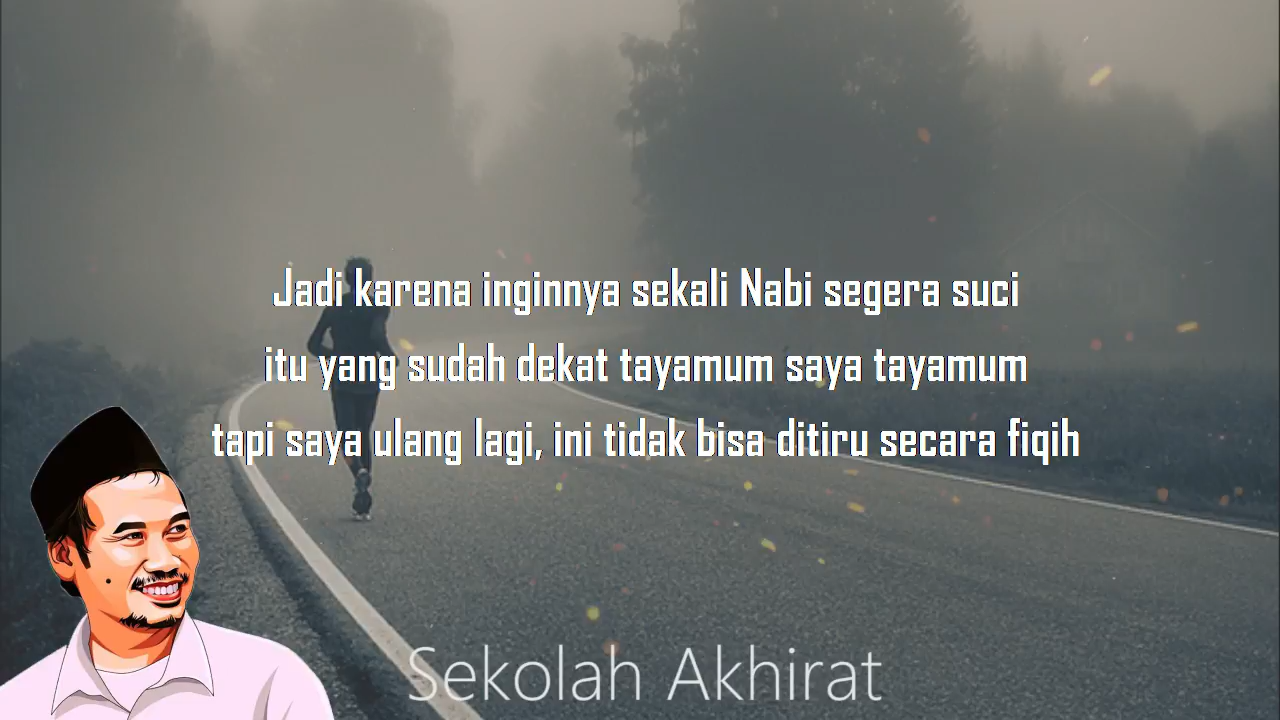 Jadi karena inginnya sekali Nabi segera suci
itu yang sudah dekat tayamum saya tayamum
tapi saya ulang lagi, ini tidak bisa ditiru secara fiqih
Sekolah Akhirat